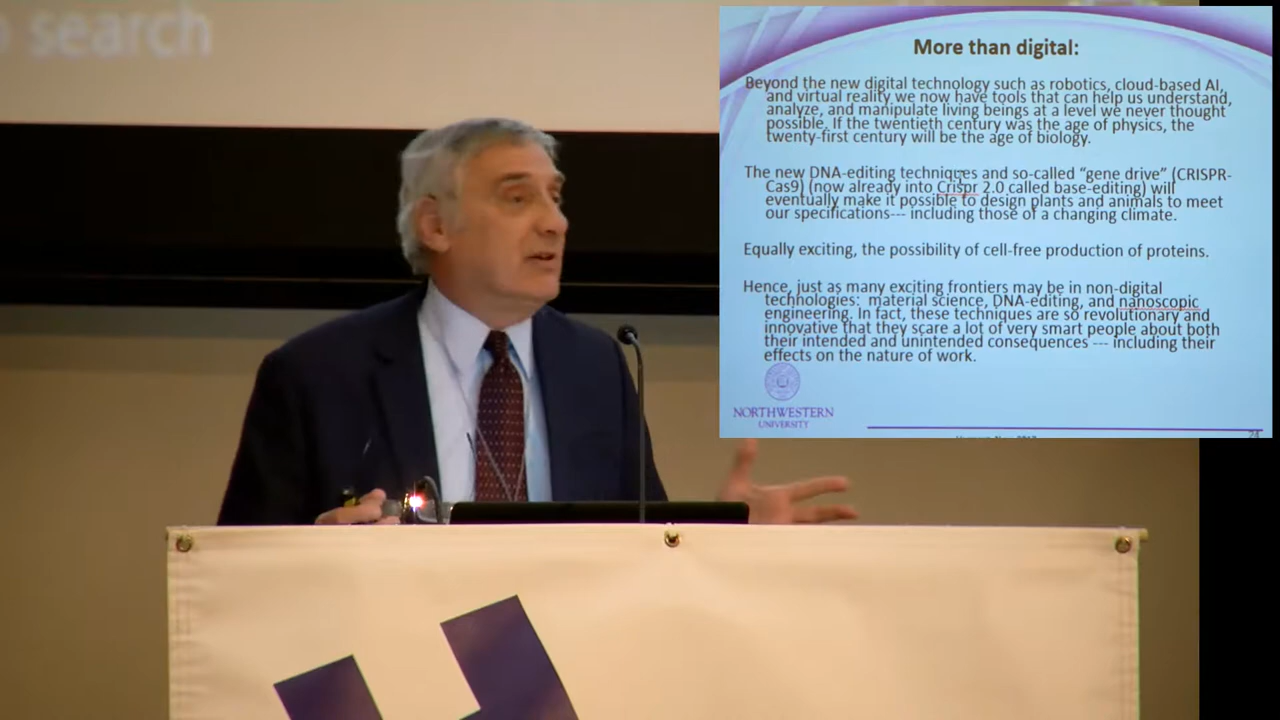 o search
More than digital:
Beyond the new digital technology such as robotics, cloud-based AI,
and virtual reality we now have tools that can help us understand,
analyze, and manipulate living beings at a level we never thought
possible. If the twentieth century was the age of physics, the
twenty-first century will be the age of biology.
The new DNA-editing techniques and so-called “gene drive” (CRISPR-
Cas9) (now already into Crispr 2.0 called base-editing) will
eventually make it possible to design plants and animals to meet
our specifications--- including those of a changing climate.
Equally exciting, the possibility of cell-free production of proteins.
Hence, just as many exciting frontiers may be in non-digital
technologies: material science, DNA-editing, and nanoscopic
engineering. In fact, these techniques are so revolutionary and
innovative that they scare a lot of very smart people about both
their intended and unintended consequences --- including their
effects on the nature of work.
NORTHWESTERN
UNIVERSITY
24